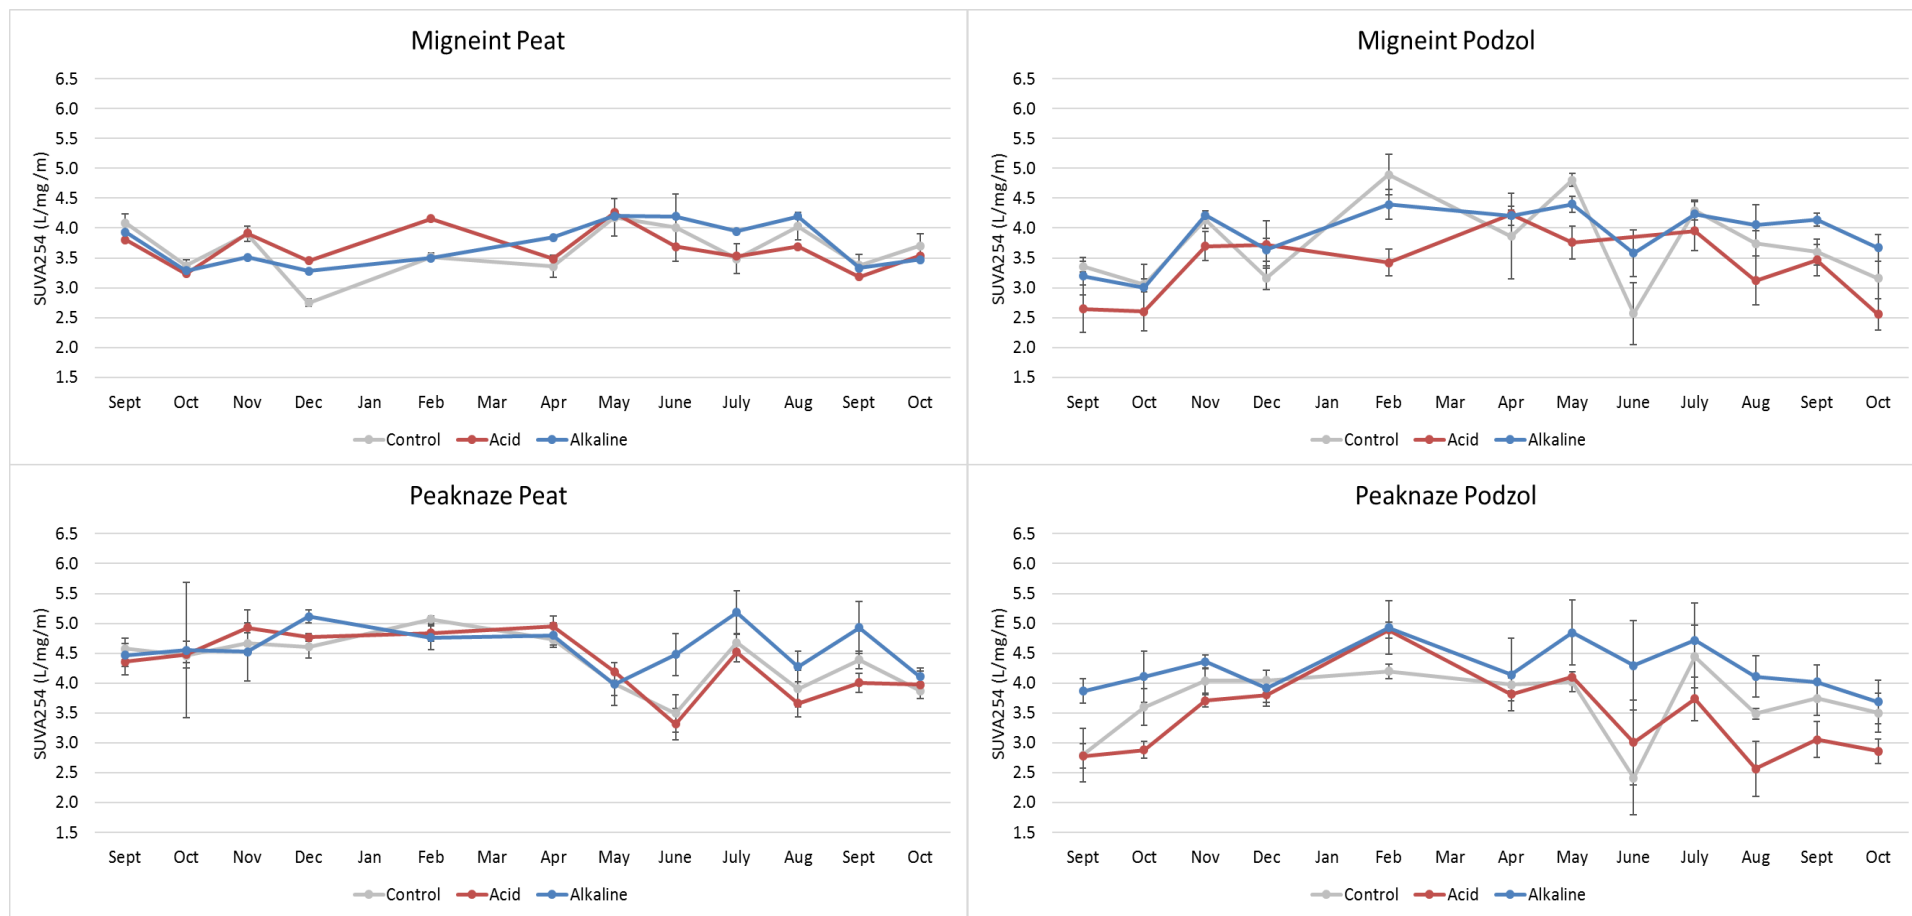 Migneint Peat
SUVA254 (L/mg/m)
6.5
6.0
5.5
5.0
4.5
4.0
3.5
3.0
2.5
2.0
1.5
Sept Oct Nov Dec Jan Feb Mar Apr May June July Aug Sept Oct
Control Acid Alkaline
Migneint Podzol
SUVA254 (L/mg/m)
6.5
6.0
5.5
5.0
4.5
4.0
3.5
3.0
2.5
2.0
1.5
Sept Oct Nov Dec Jan Feb Mar Apr May June July Aug Sept Oct
Control Acid Alkaline
Peaknaze Peat
SUVA254 (L/mg/m)
6.5
6.0
5.5
5.0
4.5
4.0
3.5
3.0
2.5
2.0
1.5
Sept Oct Nov Dec Jan Feb Mar Apr May June July Aug Sept Oct
Control Acid Alkaline
Peaknaze Podzol
SUVA254 (L/mg/m)
6.5
6.0
5.5
5.0
4.5
4.0
3.5
3.0
2.5
2.0
1.5
Sept Oct Nov Dec Jan Feb Mar Apr May June July Aug Sept Oct
Control Acid Alkaline